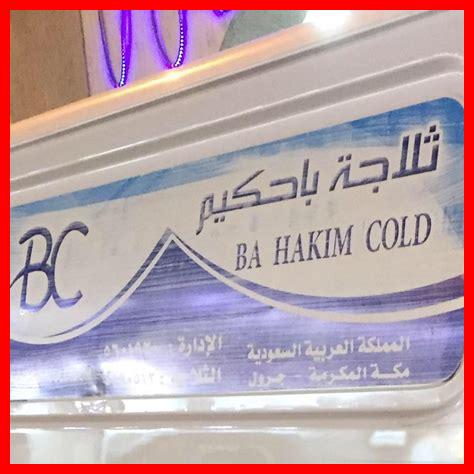 ثلاجة باحكيم
BC
BA HAKIM COLD
المملكة العربية السعودية الإدارة
مكة المكرمة - جرول